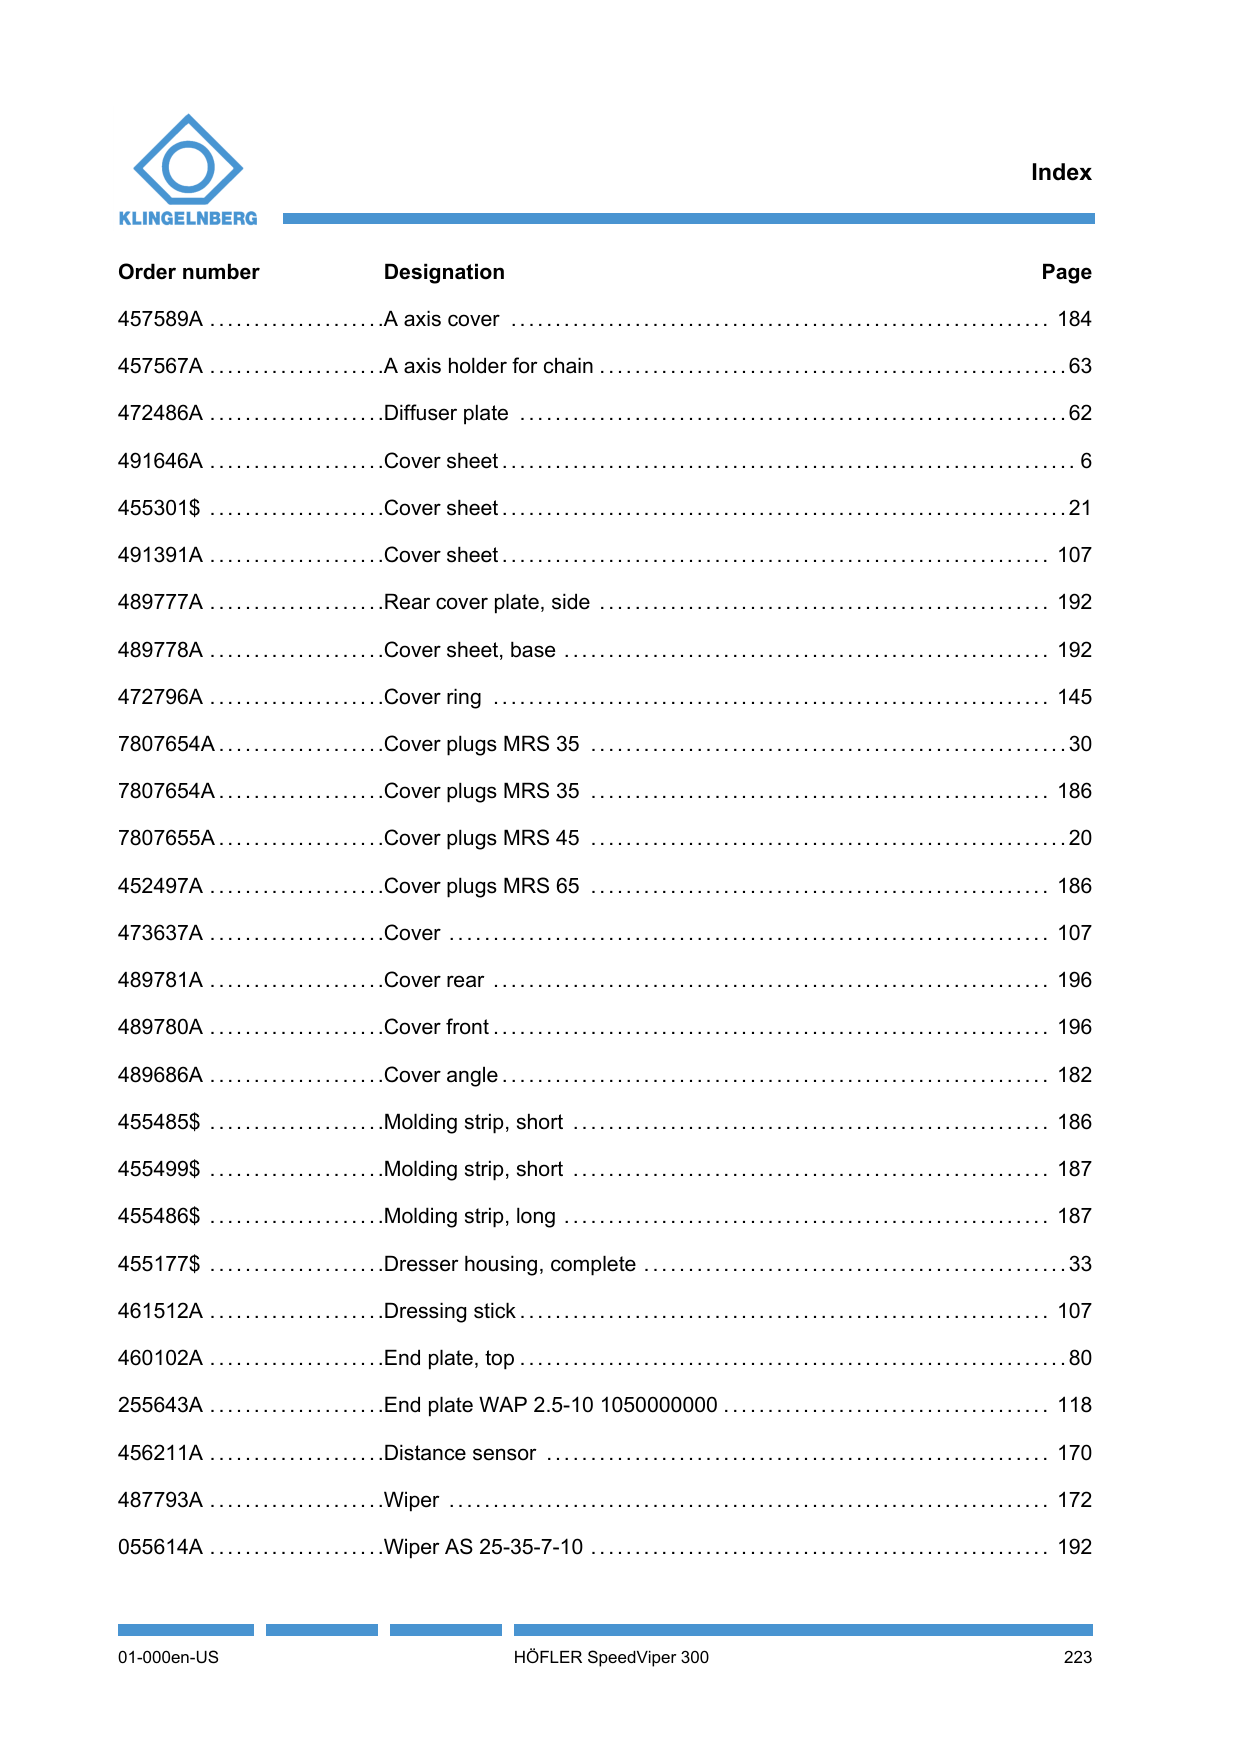 KLINGELNBERG
Index
Order number Designation Page
457589A ....................A axis cover ............................................................. 184
457567A ....................A axis holder for chain .....................................................63
472486A ....................Diffuser plate ..............................................................62
491646A ....................Cover sheet................................................................. 6
455301$ ....................Cover sheet................................................................21
491391A ....................Cover sheet.............................................................. 107
489777A ....................Rear cover plate, side ................................................... 192
489778A ....................Cover sheet, base ....................................................... 192
472796A ....................Cover ring ............................................................... 145
7807654A...................Cover plugs MRS 35 ......................................................30
7807654A...................Cover plugs MRS 35 .................................................... 186
7807655A...................Cover plugs MRS 45 ......................................................20
452497A ....................Cover plugs MRS 65 .................................................... 186
473637A ....................Cover .................................................................... 107
489781A ....................Cover rear ............................................................... 196
489780A ....................Cover front............................................................... 196
489686A ....................Cover angle.............................................................. 182
455485$ ....................Molding strip, short ...................................................... 186
455499$ ....................Molding strip, short ...................................................... 187
455486$ ....................Molding strip, long ....................................................... 187
455177$ ....................Dresser housing, complete ................................................33
461512A ....................Dressing stick............................................................ 107
460102A ....................End plate, top ..............................................................80
255643A ....................End plate WAP 2.5-10 1050000000 ..................................... 118
456211A ....................Distance sensor ......................................................... 170
487793A ....................Wiper .................................................................... 172
055614A ....................Wiper AS 25-35-7-10 .................................................... 192
01-000en-US HÖFLER SpeedViper 300 223